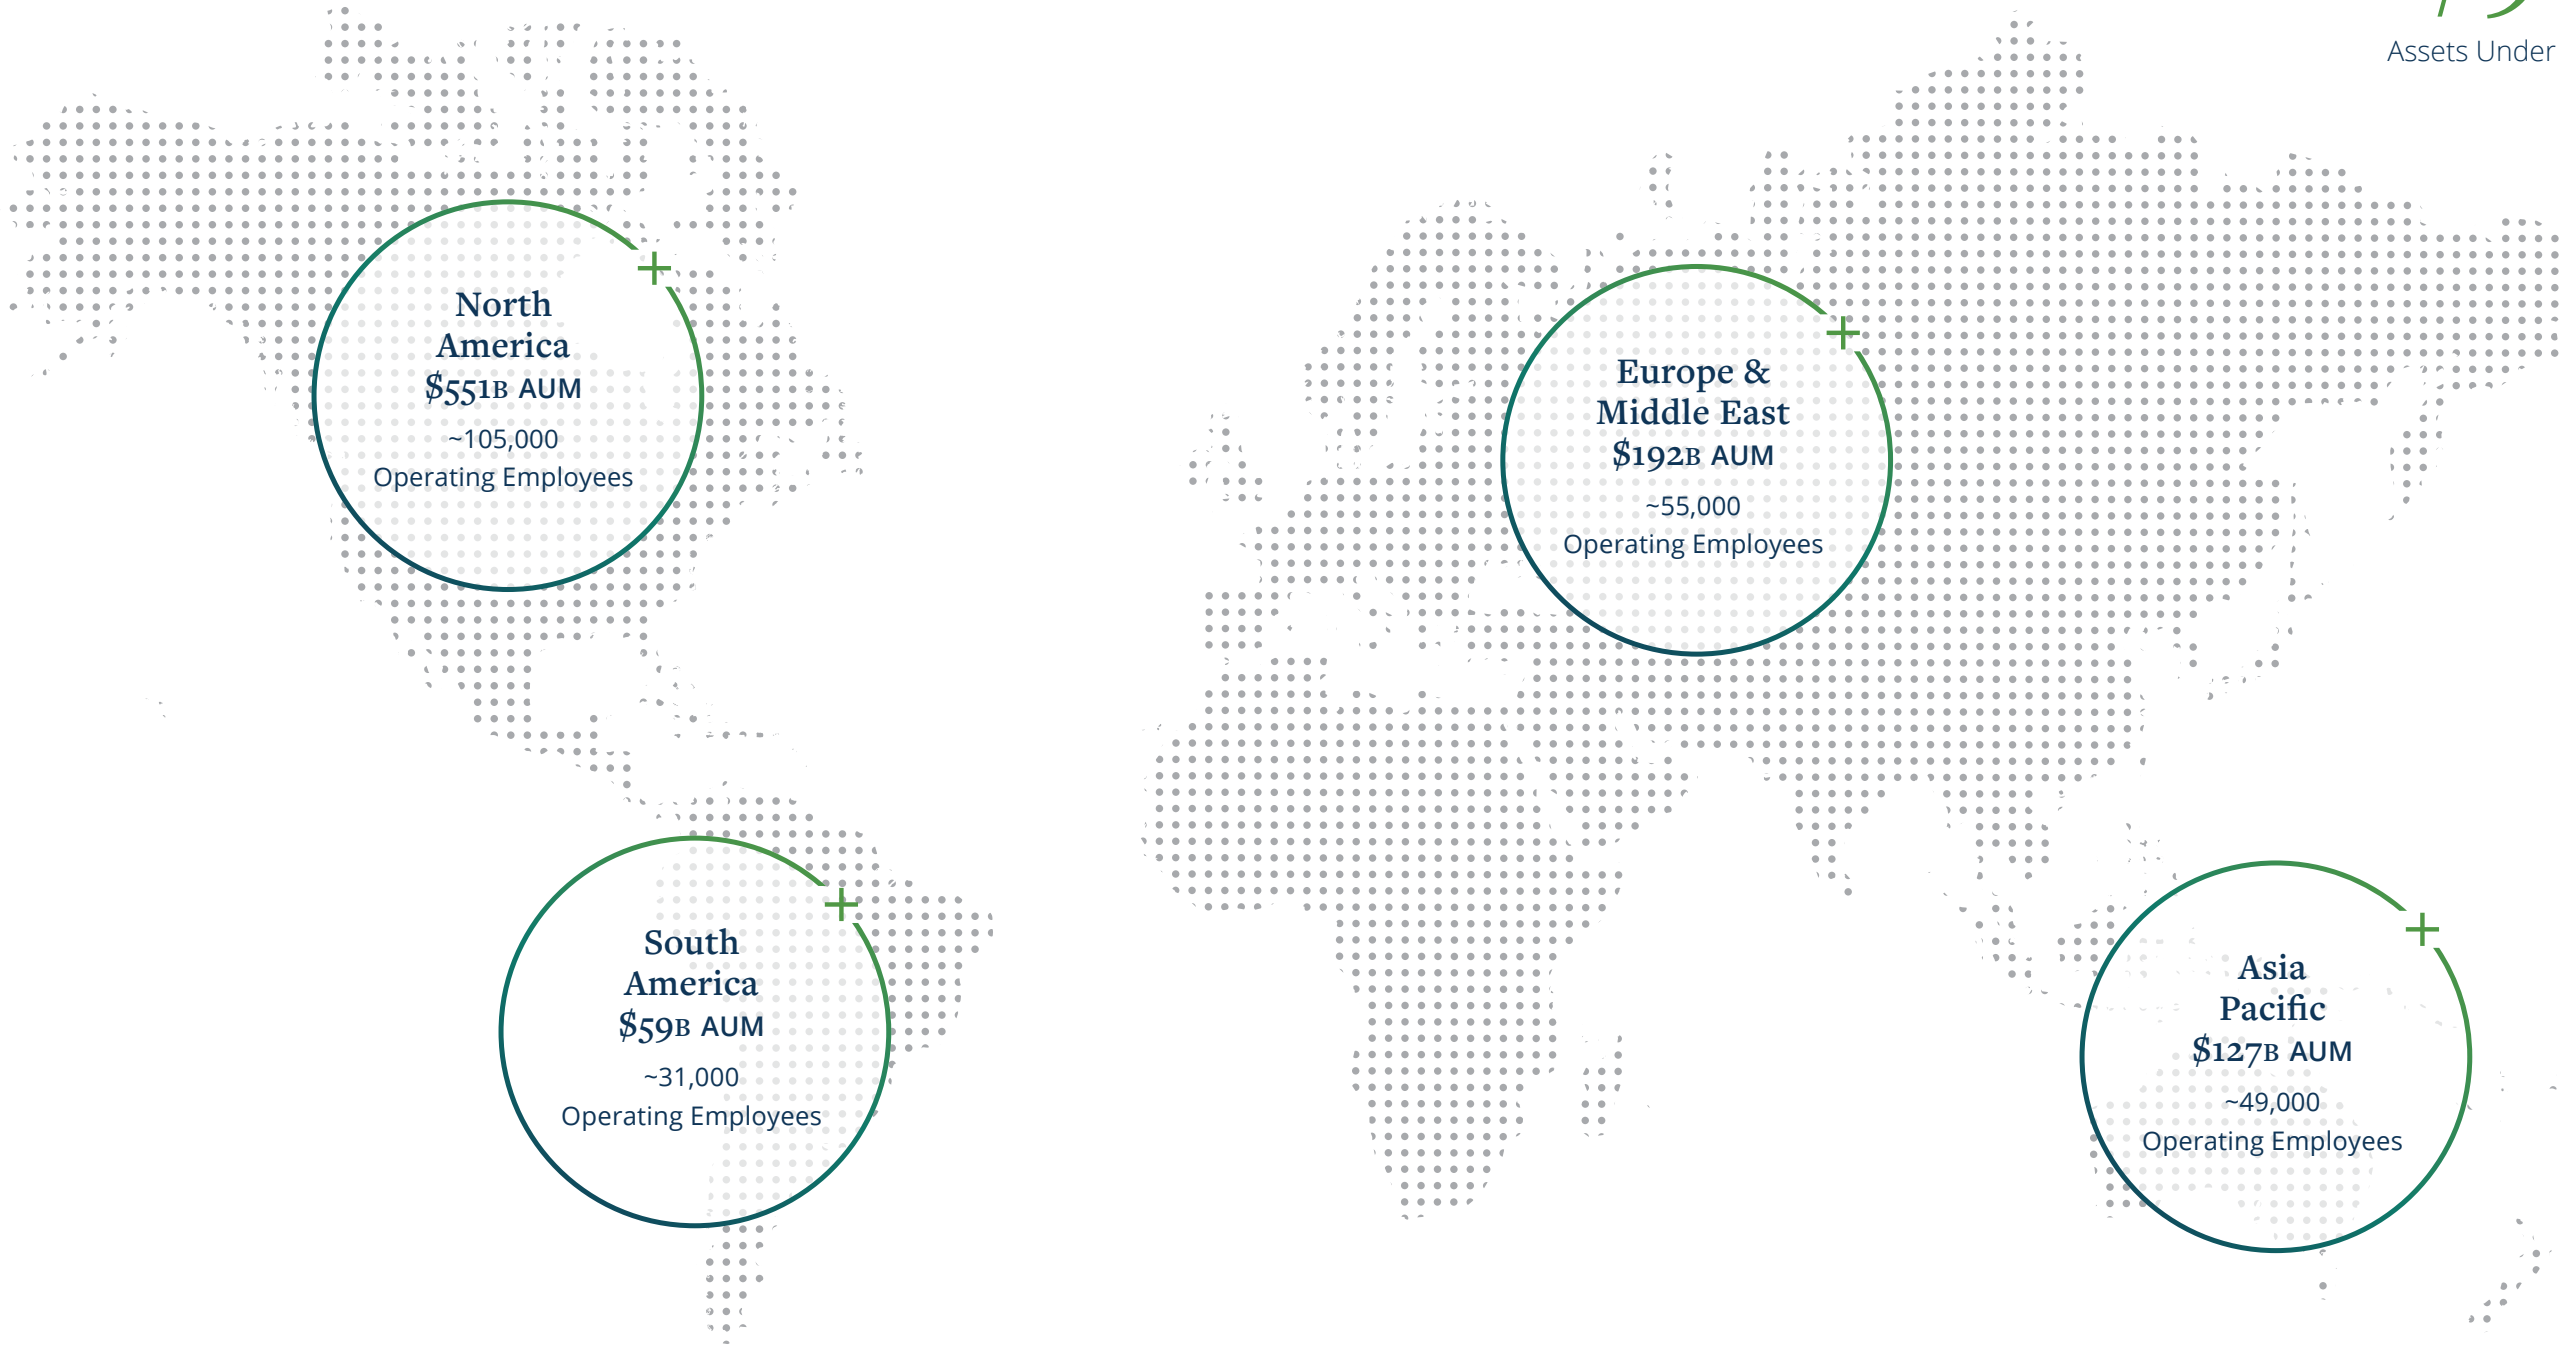 Assets Under
North
America
$551B AUM
~105,000
Operating Employees
Europe &
Middle East
$192B AUM
~55,000
Operating Employees
South
America
$59B AUM
~31,000
Operating Employees
Asia
Pacific
$127B AUM
~49,000
Operating Employees